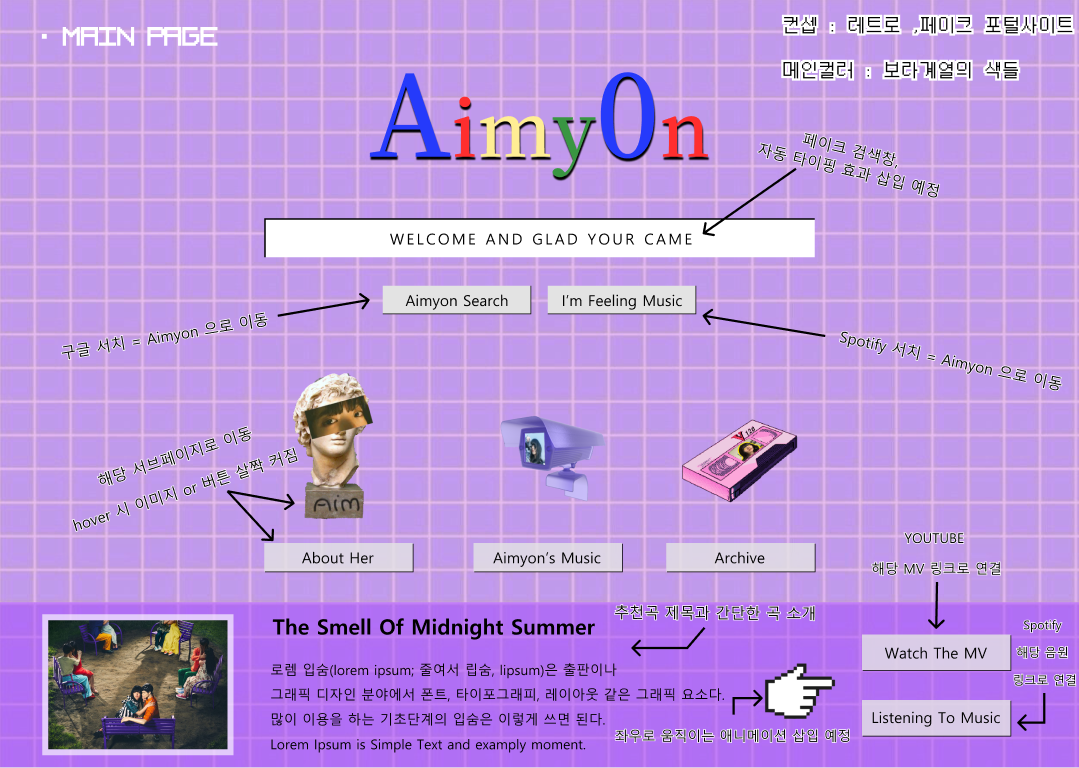 · MAIN PAGE
컨셉 : 레트로 ,페이크 포털사이트
메인컬러 : 보라계열의 색들
Aimy0n
페이크 검색창,
자동 타이핑 효과 삽입 예정
WELCOME AND GLAD YOUR CAME
Aimyon Search
I'm Feeling Music
구글 서치 = Aimyon 으로 이동
Spotify 서치 = Aimyon 으로 이동
해당 서브페이지로 이동
hover 시 이미지 or 버튼 살짝 커짐
Aim
V 120
About Her
Aimyon's Music
Archive
YOUTUBE
해당 MV 링크로 연결
추천곡 제목과 간단한 곡 소개
The Smell Of Midnight Summer
로렘 입숨(lorem ipsum; 줄여서 립숨, lipsum)은 출판이나
그래픽 디자인 분야에서 폰트, 타이포그래피, 레이아웃 같은 그래픽 요소다.
많이 이용을 하는 기초단계의 입숨은 이렇게 쓰면 된다.
Lorem Ipsum is Simple Text and examply moment.
좌우로 움직이는 애니메이션 삽입 예정
Watch The MV
Spotify
해당 음원
링크로 연결
Listening To Music